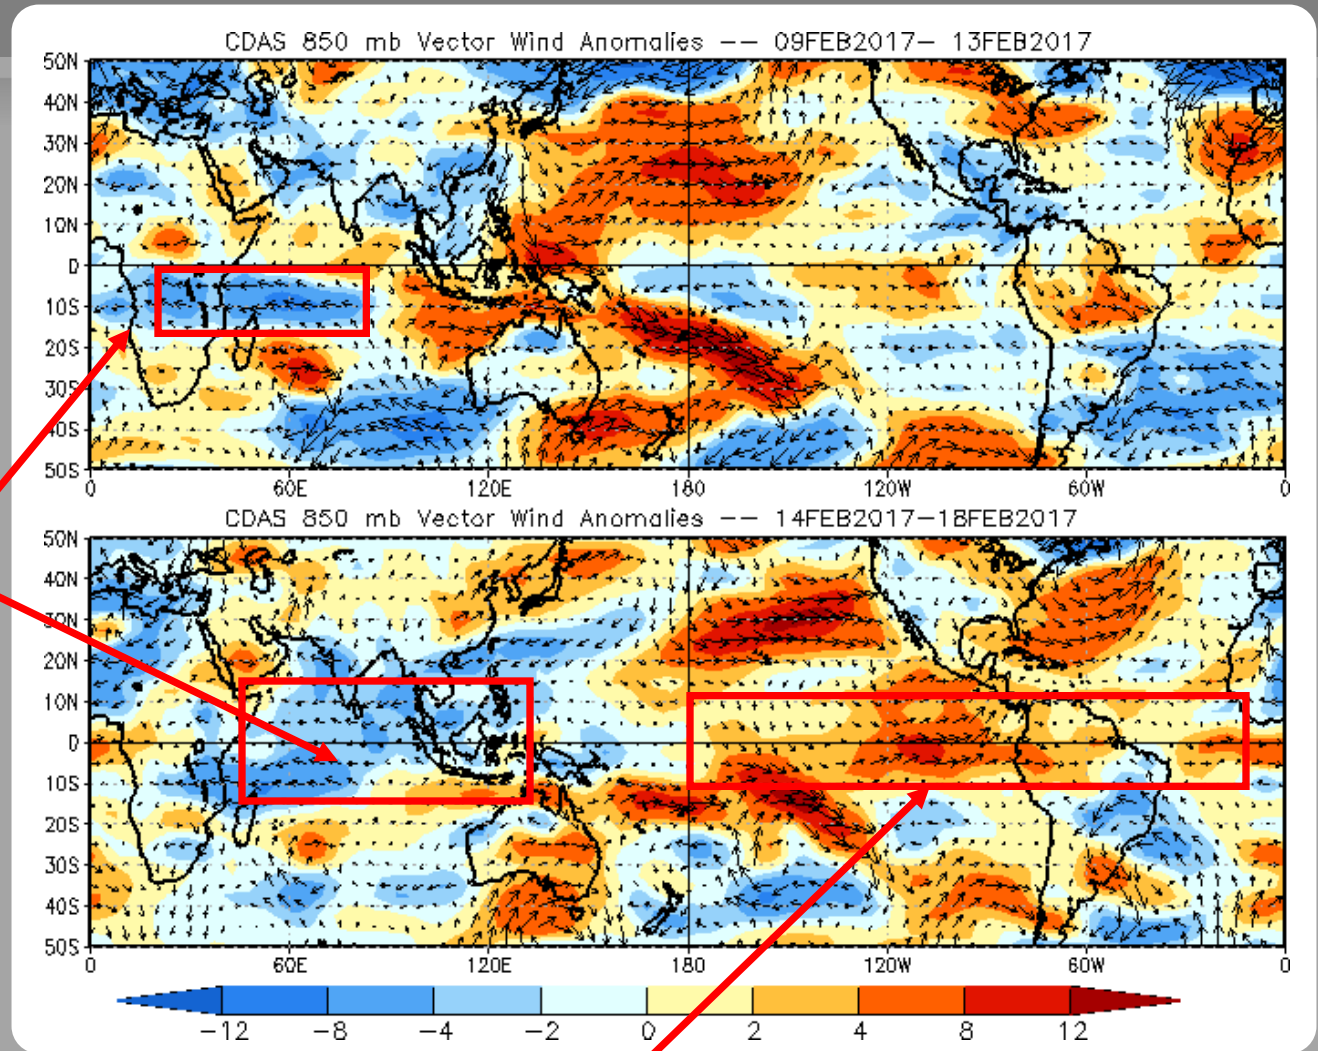 CDAS 850 mb Vector Wind Anomalies -- 09FEB2017- 13FEB2017
50N
40N
30N
20N
10N
0
10S
20S
30S
40S
50S
0 60E 120E 180 120W 60W 0
CDAS 850 mb Vector Wind Anomalies -- 14FEB2017-18FEB2017
50N
40N
30N
20N
10N
0
10S
20S
30S
40S
50S
0 60E 120E 180 120W 60W 0
-12 -8 -4 -2 0 2 4 8 12